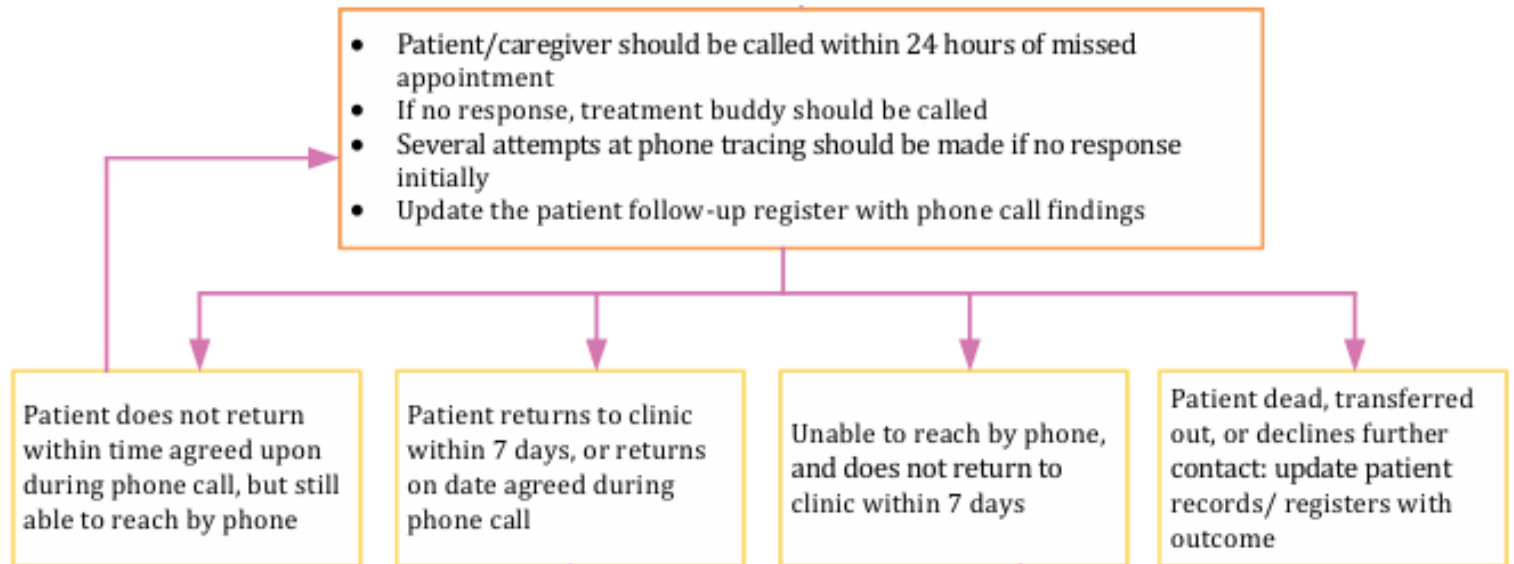 • Patient/caregiver should be called within 24 hours of missed
appointment
• If no response, treatment buddy should be called
• Several attempts at phone tracing should be made if no response
initially
• Update the patient follow-up register with phone call findings
Patient does not return
within time agreed upon
during phone call, but still
able to reach by phone
Patient returns to clinic
within 7 days, or returns
on date agreed during
phone call
Unable to reach by phone,
and does not return to
clinic within 7 days
Patient dead, transferred
out, or declines further
contact: update patient
records/ registers with
outcome